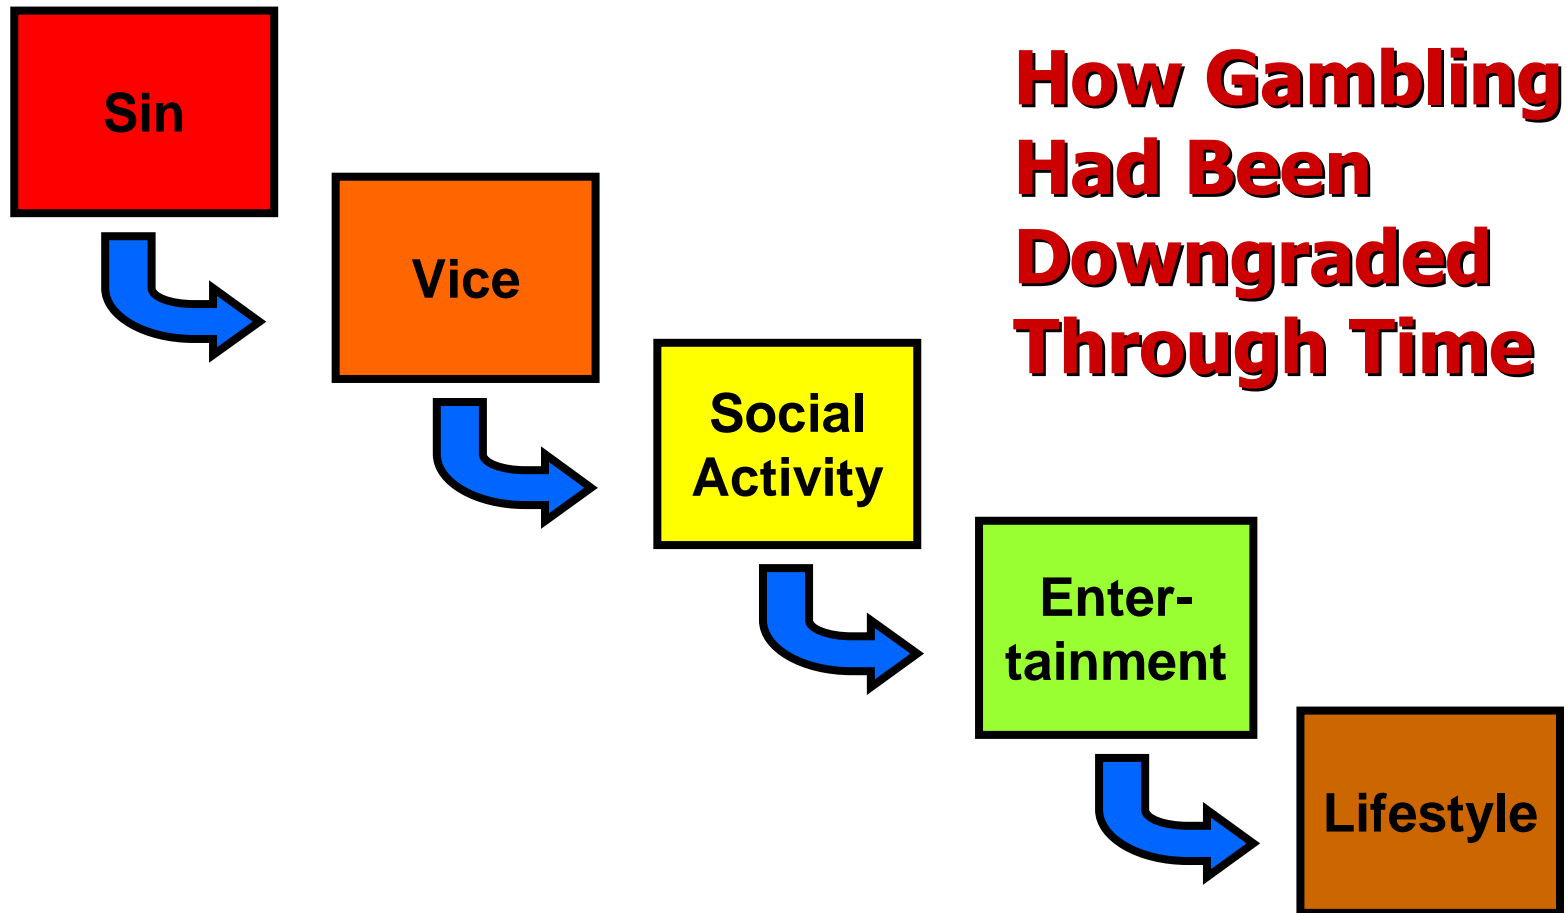 How Gambling
Had Been
Downgraded
Through Time
Sin
Vice
Social
Activity
Enter-
tainment
Lifestyle